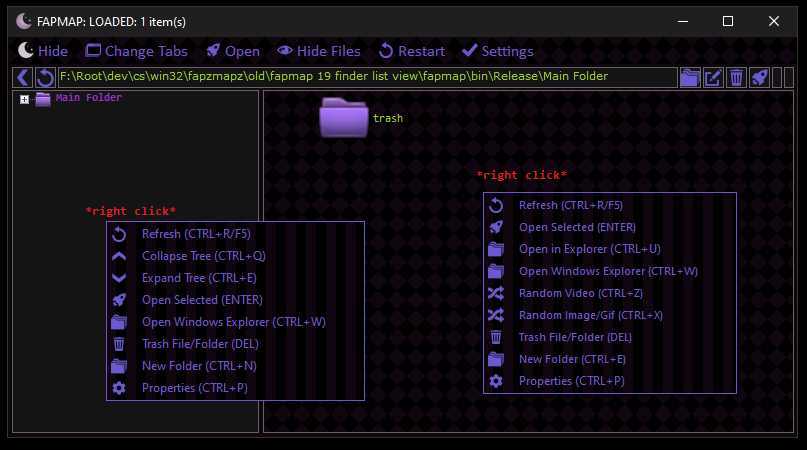 FAPMAP: LOADED: 1 item(s)
Hide Change Tabs Open Hide Files Restart Settings
F:\Root\dev\cs\win32\fapzmapz\old\fapmap 19 finder list view\fapmap\bin\Release\Main Folder
Main Folder
trash
*right click*
Refresh (CTRL+R/F5)
Collapse Tree (CTRL+Q)
Expand Tree (CTRL+E)
Open Selected (ENTER)
Open Windows Explorer (CTRL+W)
Trash File/Folder (DEL)
New Folder (CTRL+N)
Properties (CTRL+P)
*right click*
Refresh (CTRL+R/F5)
Open Selected (ENTER)
Open in Explorer (CTRL+U)
Open Windows Explorer (CTRL+W)
Random Video (CTRL+Z)
Random Image/Gif (CTRL+X)
Trash File/Folder (DEL)
New Folder (CTRL+E)
Properties (CTRL+P)